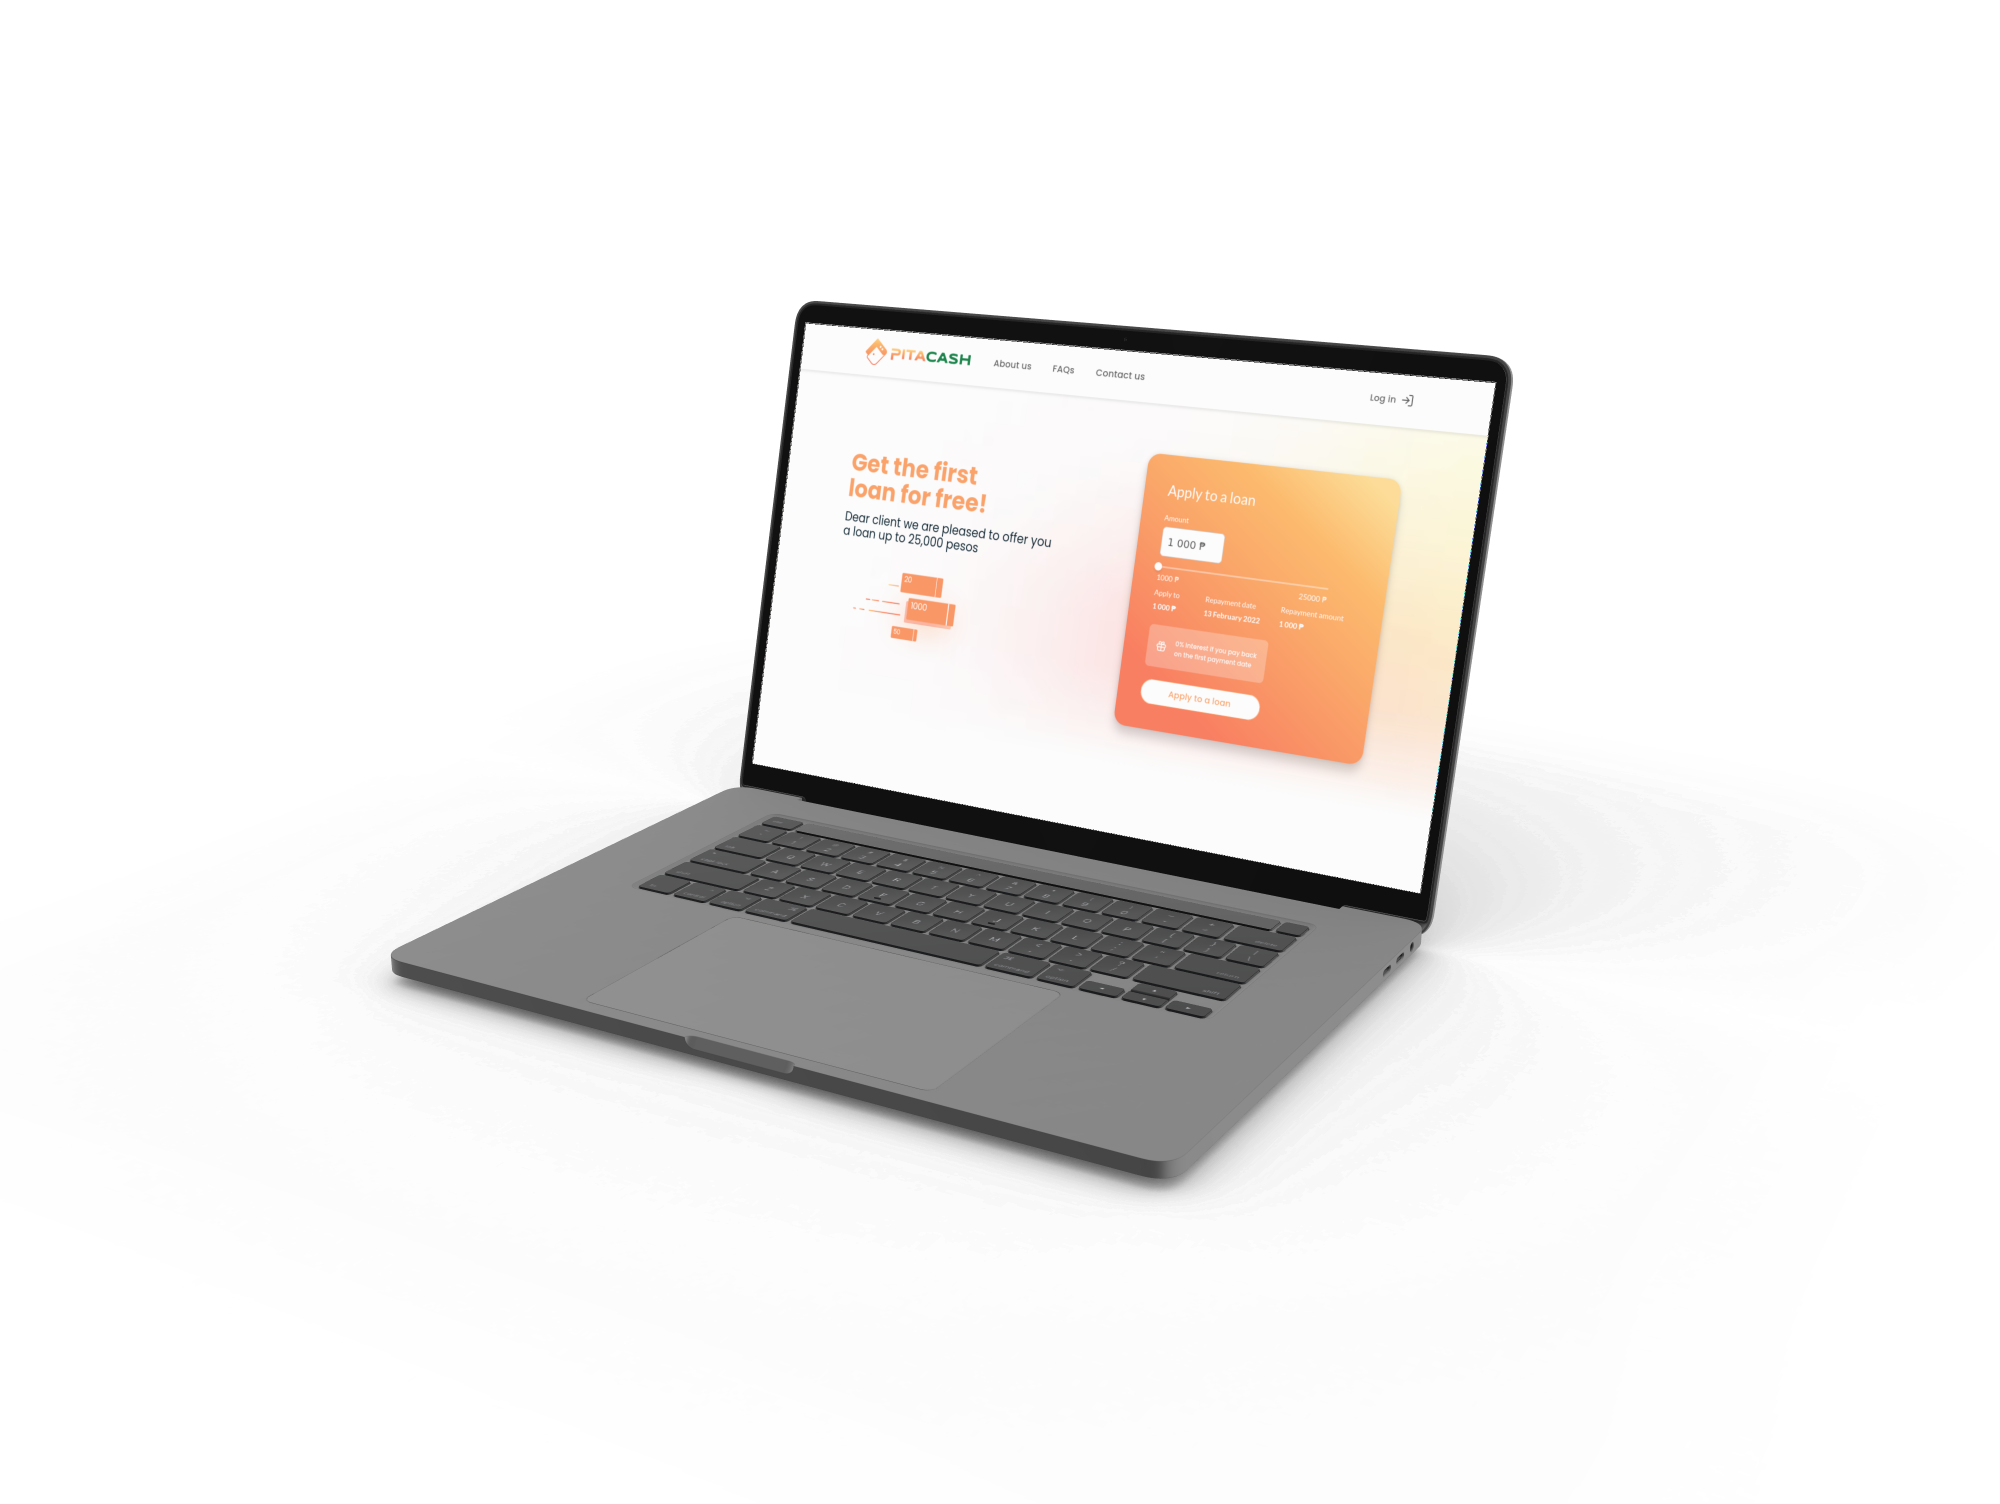 PITACASH
About us
FAQs
Contact us
Log in
Get the first
loan for free!
Dear client we are pleased to offer you
a loan up to 25,000 pesos
20
1000
50
Apply to a loan
Amount
1 000 ₱
1000 ₱
25000 ₱
Apply to
1 000 ₱
Repayment date
13 February 2022
Repayment amount
1 000 ₱
0% interest if you pay back
on the first payment date
Apply to a loan